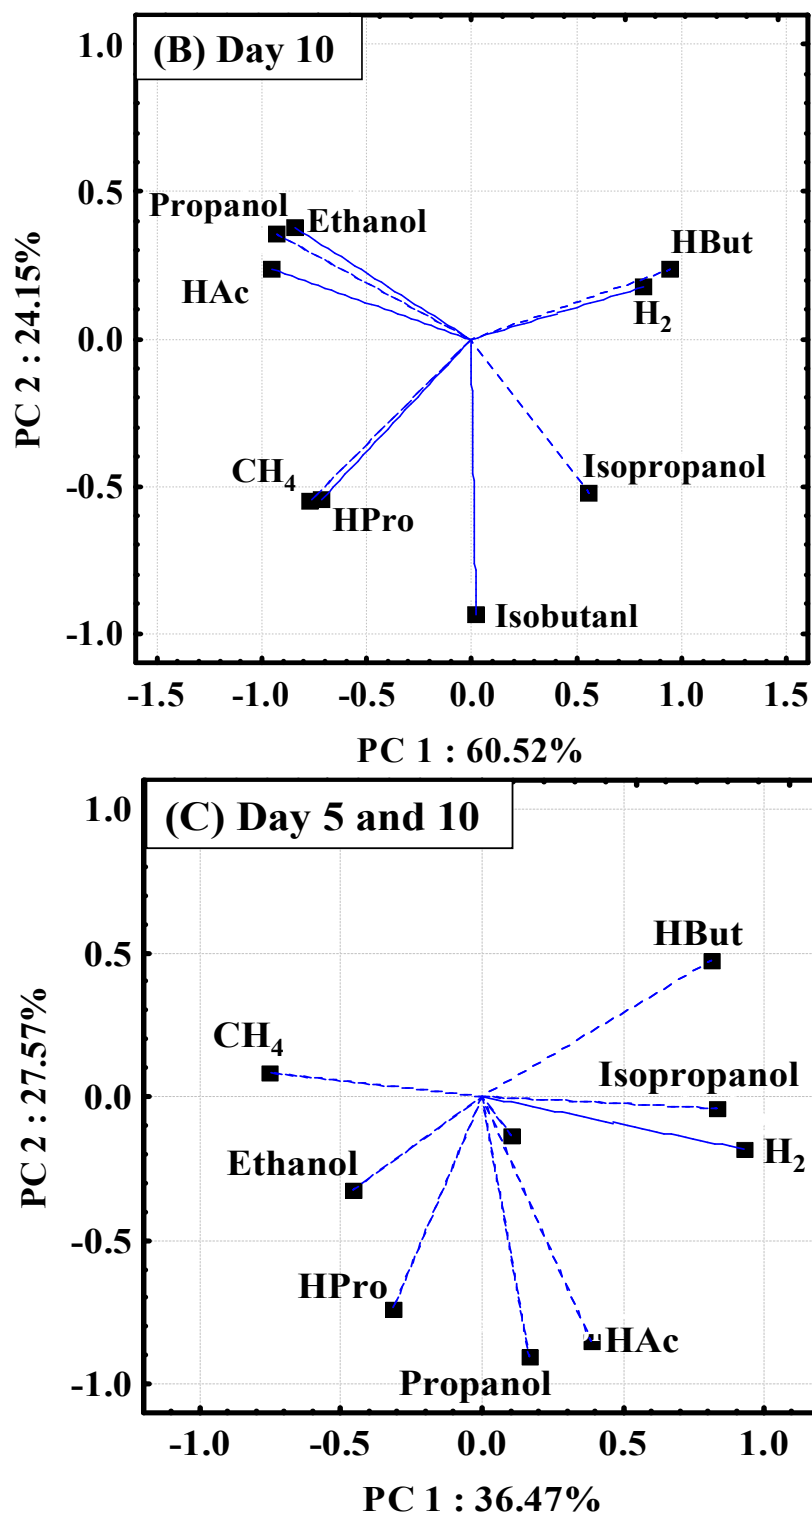 (B) Day 10
1.0
0.5
0.0
-0.5
-1.0
PC 2 : 24.15%
Propanol
Ethanol
HAc
HBut
H₂
CH₄
HPro
Isopropanol
Isobutanl
-1.5 -1.0 -0.5 0.0 0.5 1.0 1.5
PC 1 : 60.52%
(C) Day 5 and 10
1.0
0.5
0.0
-0.5
-1.0
PC 2 : 27.57%
HBut
CH₄
Isopropanol
H₂
Ethanol
HPro
HAc
Propanol
-1.0 -0.5 0.0 0.5 1.0
PC 1 : 36.47%